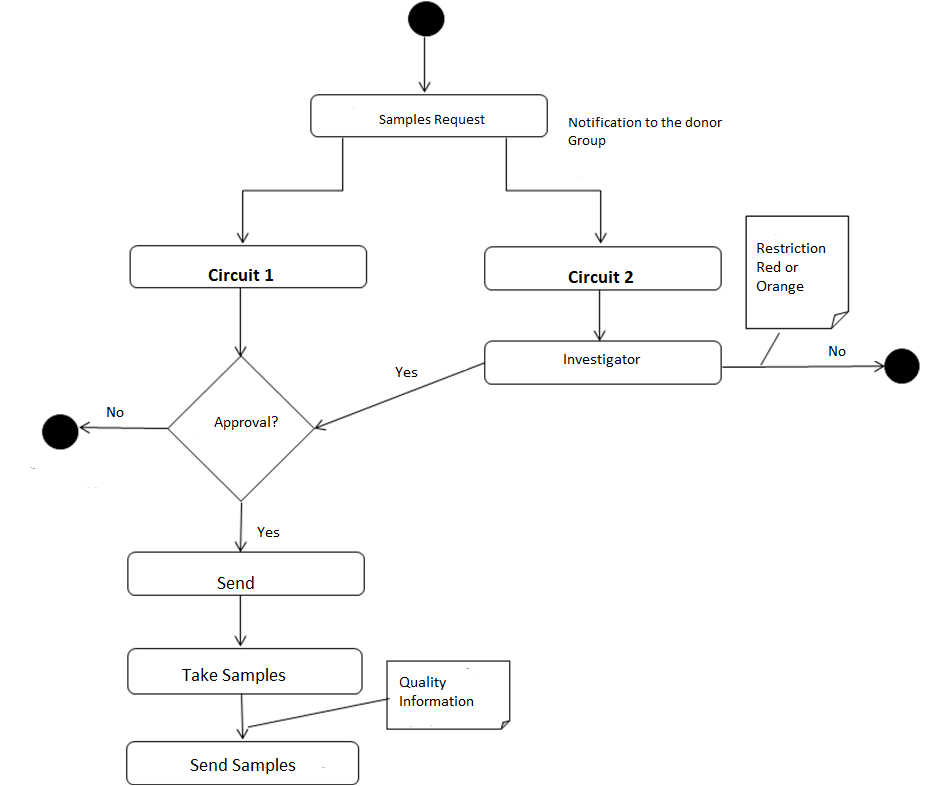 Samples Request
Notification to the donor
Group
Circuit 1
Circuit 2
Restriction
Red or
Orange
Investigator
No
Yes
No
Approval?
Yes
Send
Take Samples
Quality
Information
Send Samples